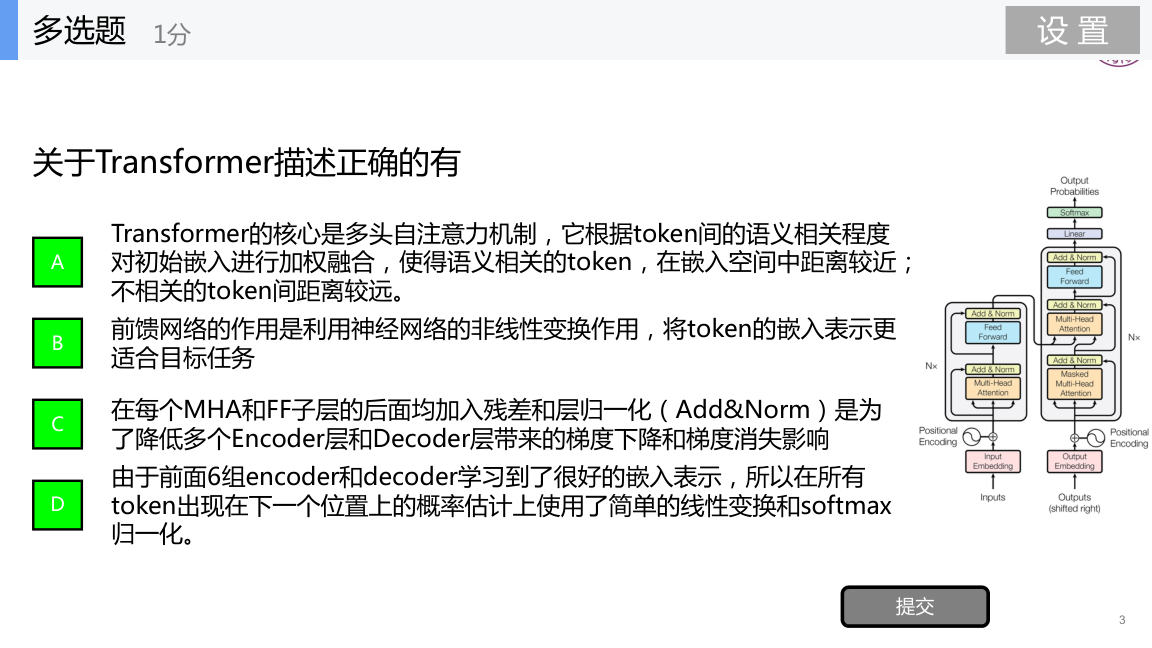 多选题 1分
设置
关于Transformer描述正确的有
A
Transformer的核心是多头自注意力机制，它根据token间的语义相关程度
对初始嵌入进行加权融合，使得语义相关的token，在嵌入空间中距离较近；
不相关的token间距离较远。
B
前馈网络的作用是利用神经网络的非线性变换作用，将token的嵌入表示更
适合目标任务
C
在每个MHA和FF子层的后面均加入残差和层归一化（Add&Norm）是为
了降低多个Encoder层和Decoder层带来的梯度下降和梯度消失影响
D
由于前面6组encoder和decoder学习到了很好的嵌入表示，所以在所有
token出现在下一个位置上的概率估计上使用了简单的线性变换和softmax
归一化。
Output
Probabilities
Softmax
Linear
Add & Norm
Feed
Forward
Add & Norm
Multi-Head
Attention
Add & Norm
Masked
Multi-Head
Attention
N×
Positional
Encoding
Output
Embedding
Outputs
(shifted right)
Add & Norm
Feed
Forward
Add & Norm
Multi-Head
Attention
N×
Positional
Encoding
Input
Embedding
Inputs
提交
3